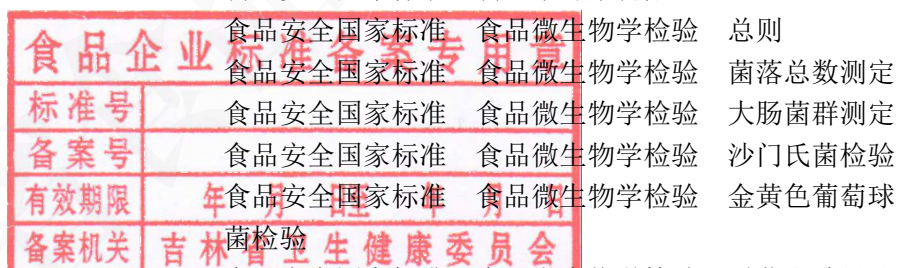 食品安全国家标准 食品微生物学检验 总则
食品企业标准备案专用章
食品安全国家标准 食品微生物学检验 菌落总数测定
标准号
食品安全国家标准 食品微生物学检验 大肠菌群测定
备案号
食品安全国家标准 食品微生物学检验 沙门氏菌检验
有效期限 年 月 日至 年 月 日
食品安全国家标准 食品微生物学检验 金黄色葡萄球
菌检验
备案机关 吉林省卫生健康委员会